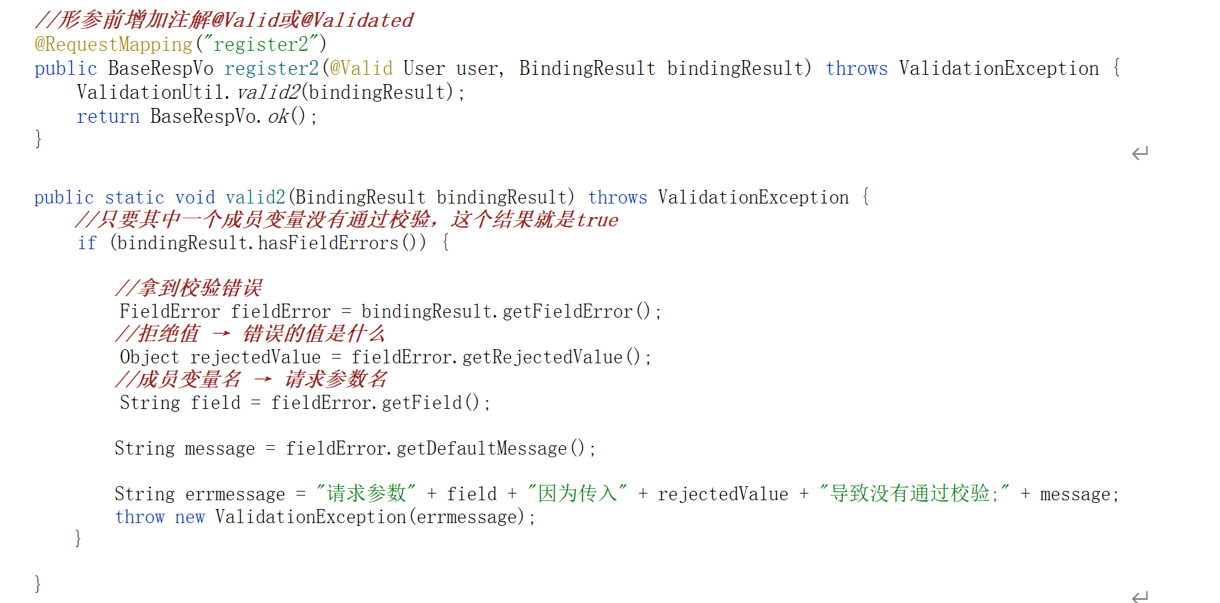 //形参前增加注解@Valid或@Validated
@RequestMapping("register2")
public BaseRespVo register2(@Valid User user, BindingResult bindingResult) throws ValidationException {
ValidationUtil.valid2(bindingResult);
return BaseRespVo.ok();
}
public static void valid2(BindingResult bindingResult) throws ValidationException {
//只要其中一个成员变量没有通过校验，这个结果就是true
if (bindingResult.hasFieldErrors()) {
//拿到校验错误
FieldError fieldError = bindingResult.getFieldError();
//拒绝值 → 错误的值是什么
Object rejectedValue = fieldError.getRejectedValue();
//成员变量名 → 请求参数名
String field = fieldError.getField();
String message = fieldError.getDefaultMessage();
String errmessage = "请求参数" + field + "因为传入" + rejectedValue + "导致没有通过校验;" + message;
throw new ValidationException(errmessage);
}
}